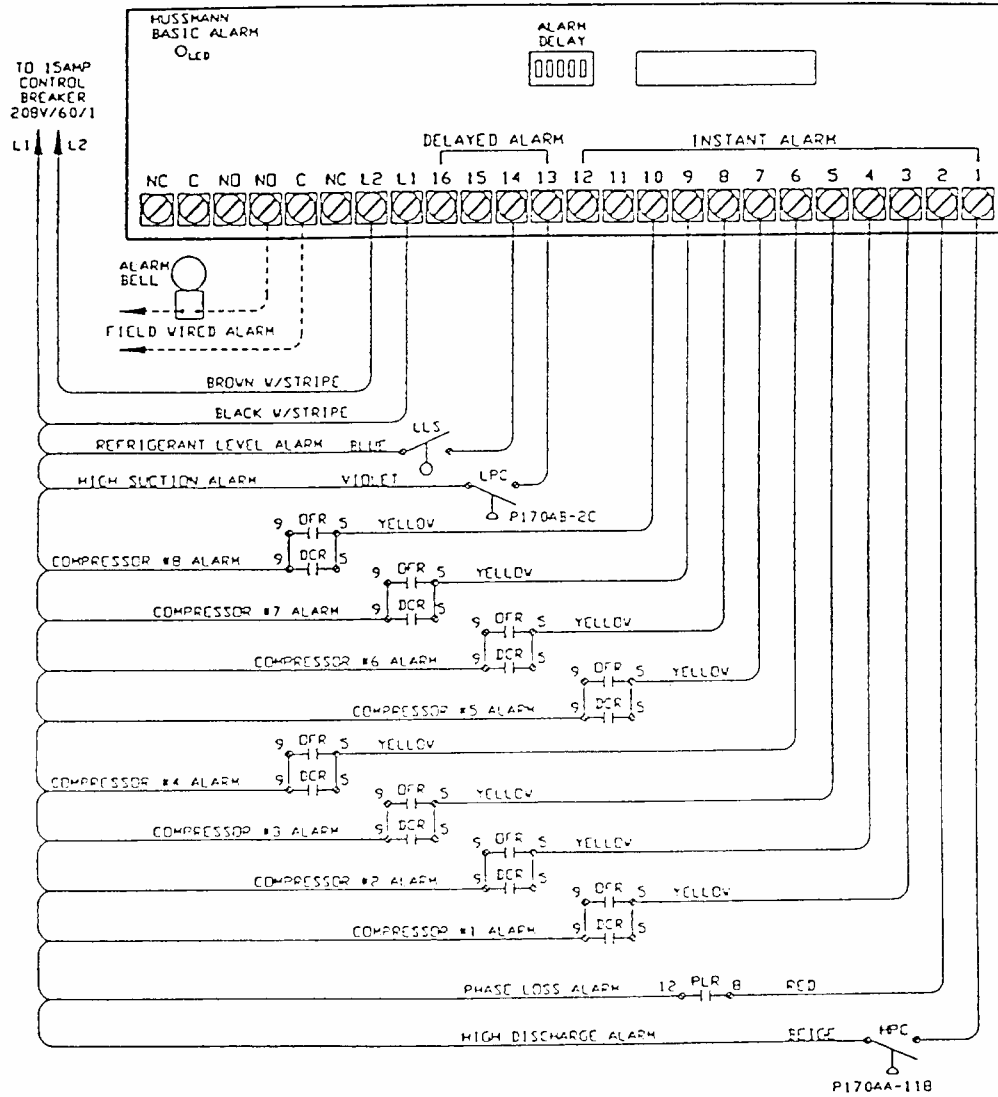 HUSSMANN
BASIC ALARM
LED
ALARM
DELAY
TO 15AMP
CONTROL
BREAKER
208V/60/1
L1 L2
DELAYED ALARM INSTANT ALARM
NC C NO NO C NC L2 L1 16 15 14 13 12 11 10 9 8 7 6 5 4 3 2 1
ALARM
BELL
FIELD WIRED ALARM
BROWN W/STRIPE
BLACK W/STRIPE
LLS
REFRIGERANT LEVEL ALARM BLUE
LPC
HIGH SUCTION ALARM VIOLET
P170AB-2C
9 OFR 5 YELLOW
COMPRESSOR #8 ALARM 9 DCR 5
9 OFR 5 YELLOW
COMPRESSOR #7 ALARM 9 DCR 5
9 OFR 5 YELLOW
COMPRESSOR #6 ALARM 9 DCR 5
9 OFR 5 YELLOW
COMPRESSOR #5 ALARM 9 DCR 5
9 OFR 5 YELLOW
COMPRESSOR #4 ALARM 9 DCR 5
9 OFR 5 YELLOW
COMPRESSOR #3 ALARM 9 DCR 5
9 OFR 5 YELLOW
COMPRESSOR #2 ALARM 9 DCR 5
9 OFR 5 YELLOW
COMPRESSOR #1 ALARM 9 DCR 5
PHASE LOSS ALARM 12 PLR 8 RED
HIGH DISCHARGE ALARM BEIGE HPC
P170AA-118